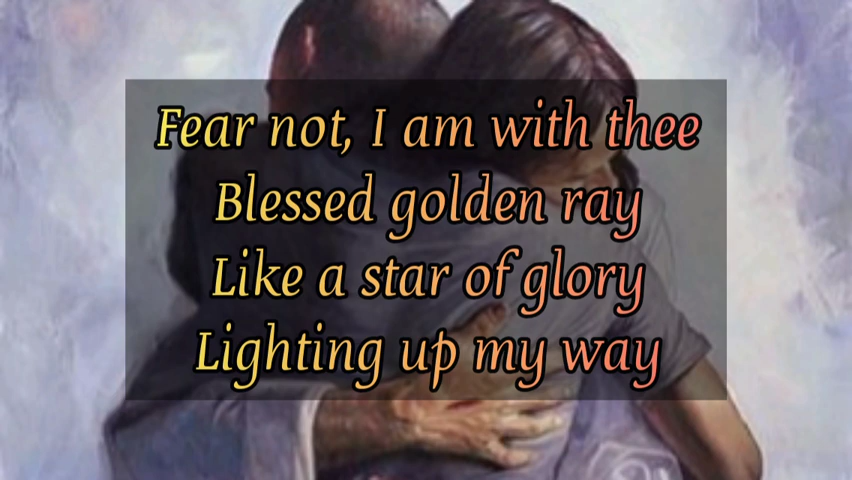 Fear not, I am with thee
Blessed golden ray
Like a star of glory
Lighting up my way